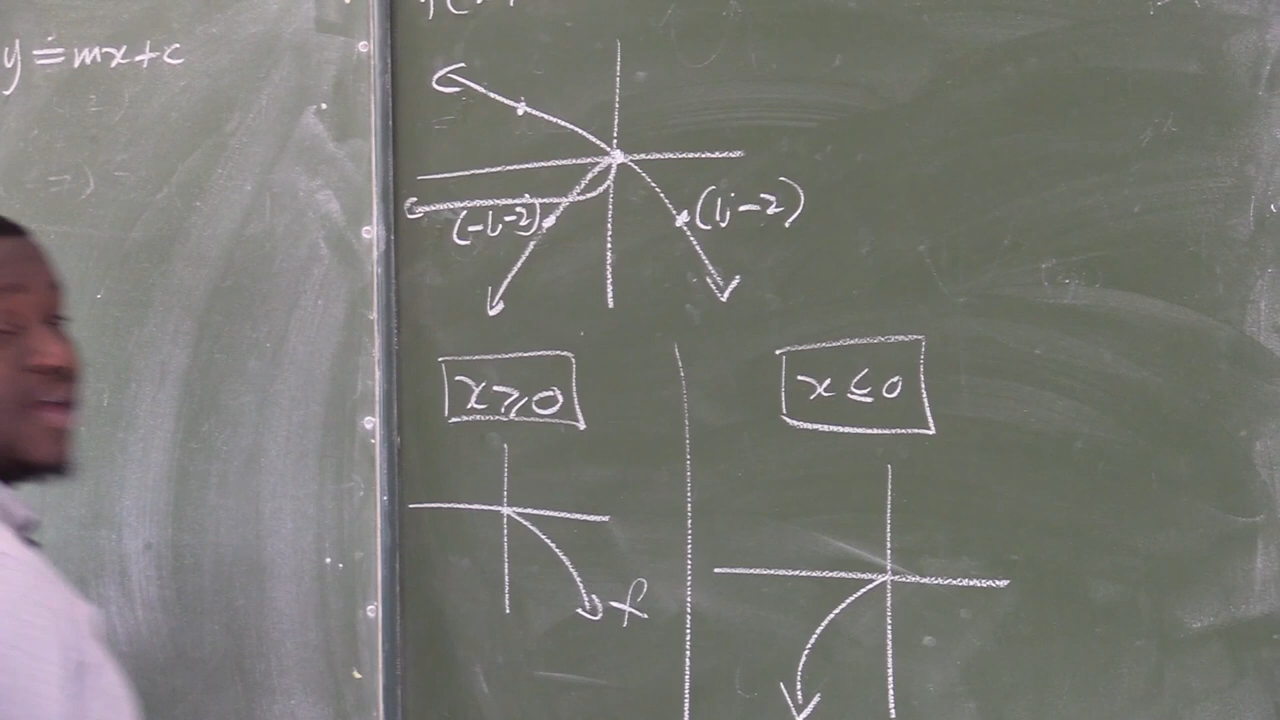 y = mx+c
(-1;-2)
(1;-2)
x ≥ 0
x ≤ 0
f